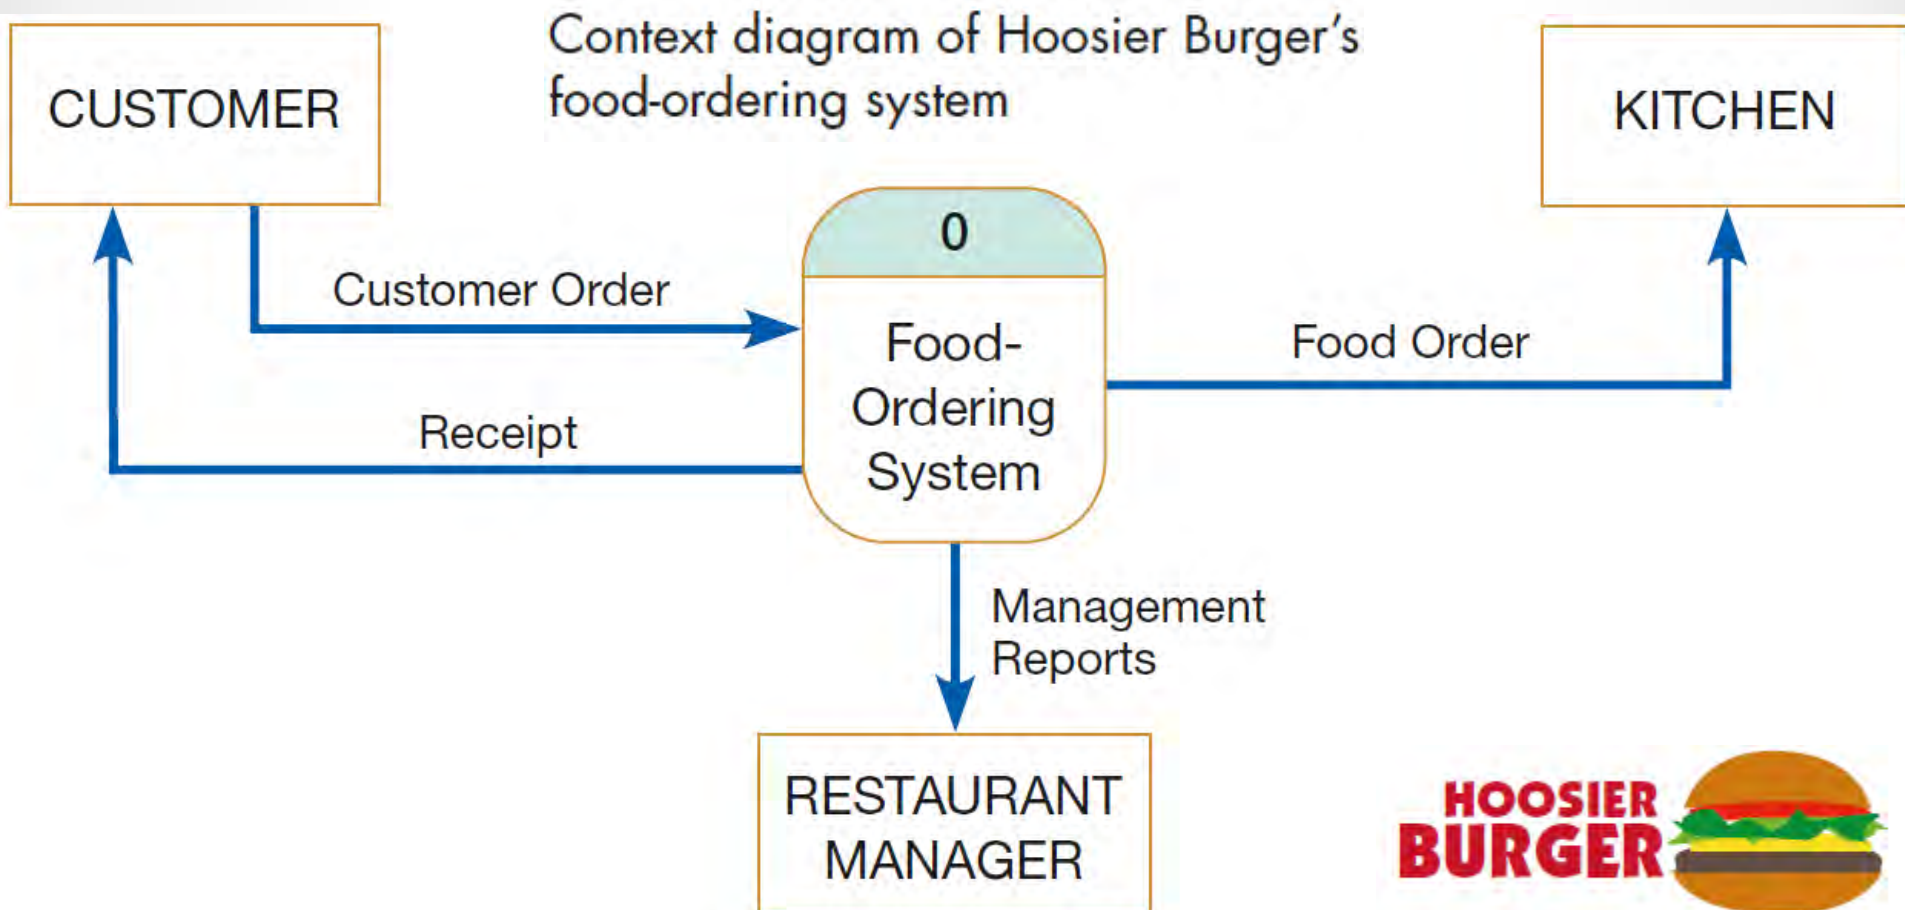 Context diagram of Hoosier Burger's
food-ordering system
CUSTOMER
KITCHEN
0
Food-
Ordering
System
Customer Order
Food Order
Receipt
Management
Reports
RESTAURANT
MANAGER
HOOSIER
BURGER